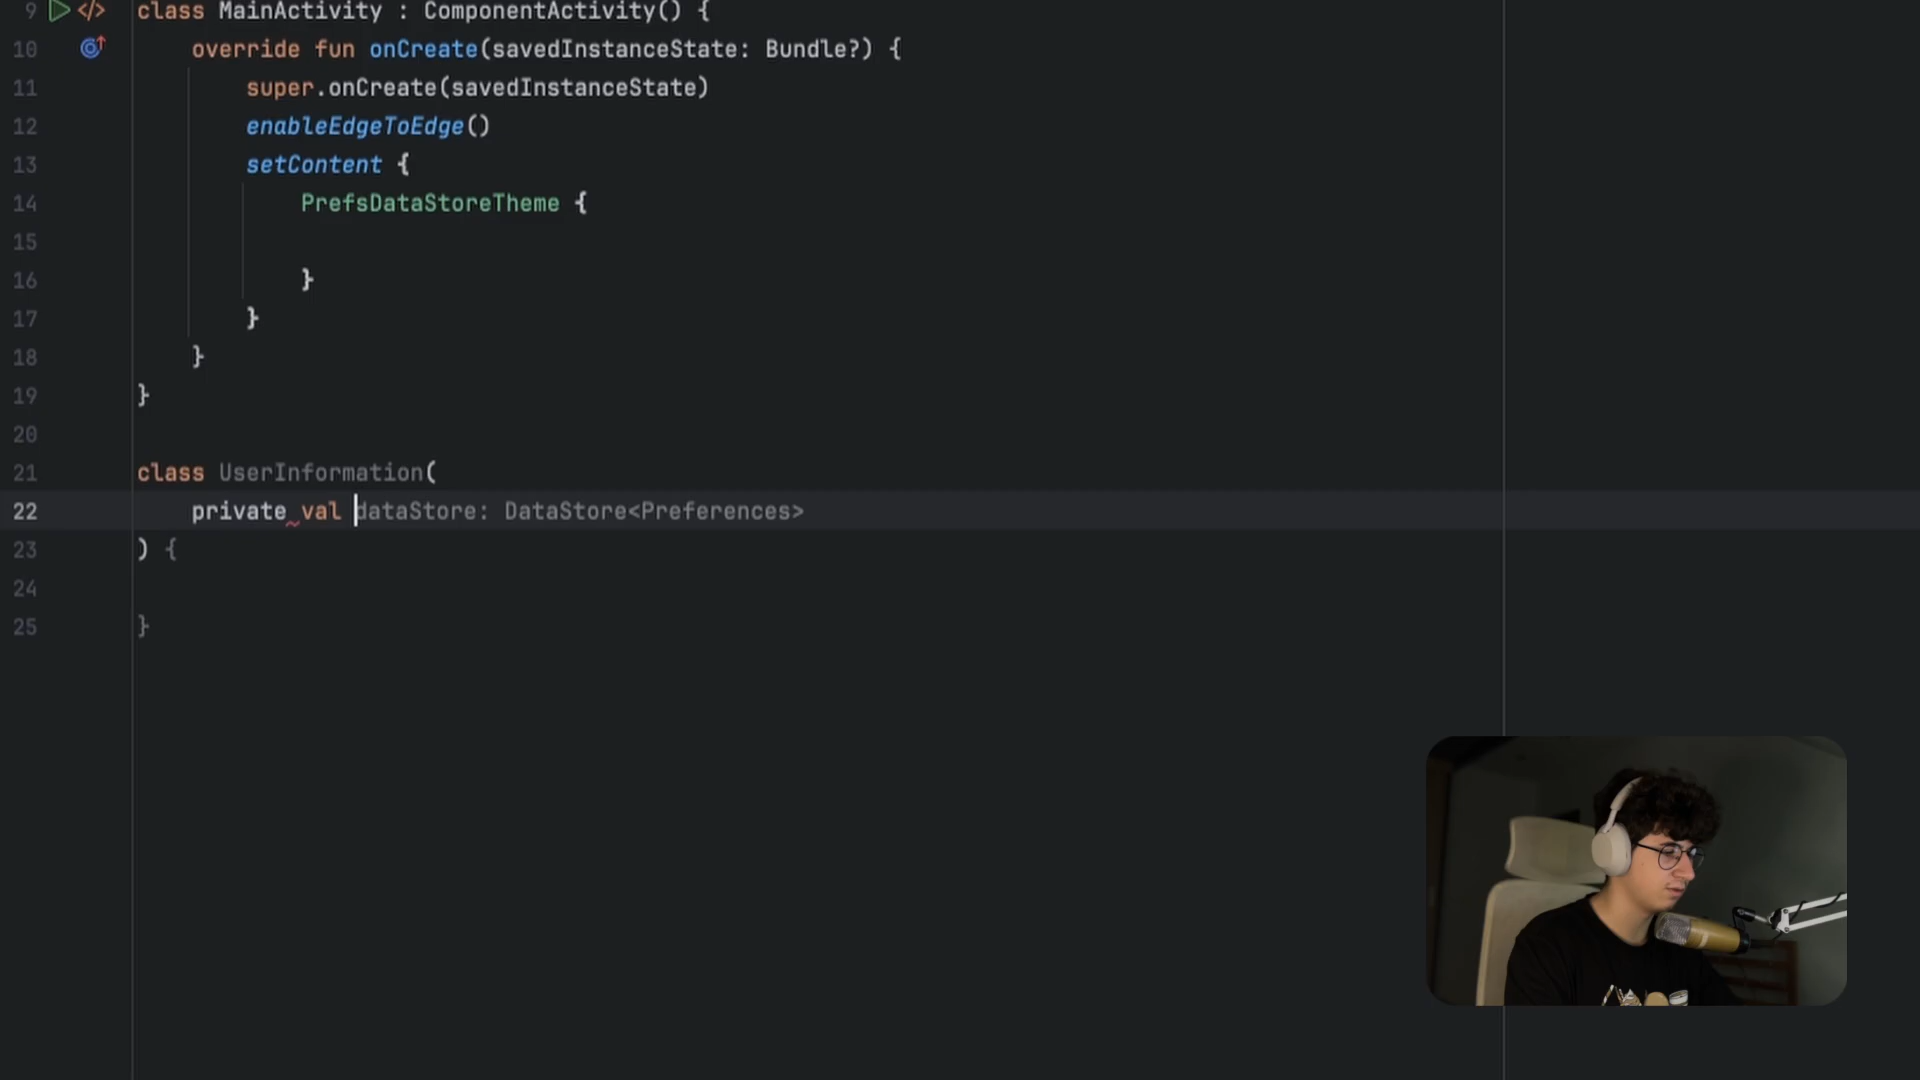 9 </> class MainActivity : ComponentActivity() {
10 override fun onCreate(savedInstanceState: Bundle?) {
11 super.onCreate(savedInstanceState)
12 enableEdgeToEdge()
13 setContent {
14 PrefsDataStoreTheme {
15
16 }
17 }
18 }
19 }
20
21 class UserInformation(
22 private val dataStore: DataStore<Preferences>
23 ) {
24
25 }